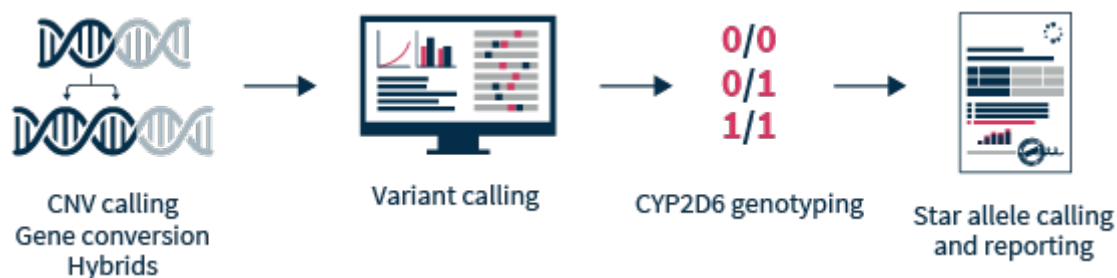 CNV calling
Gene conversion
Hybrids
Variant calling
0/0
0/1
1/1
CYP2D6 genotyping
Star allele calling
and reporting